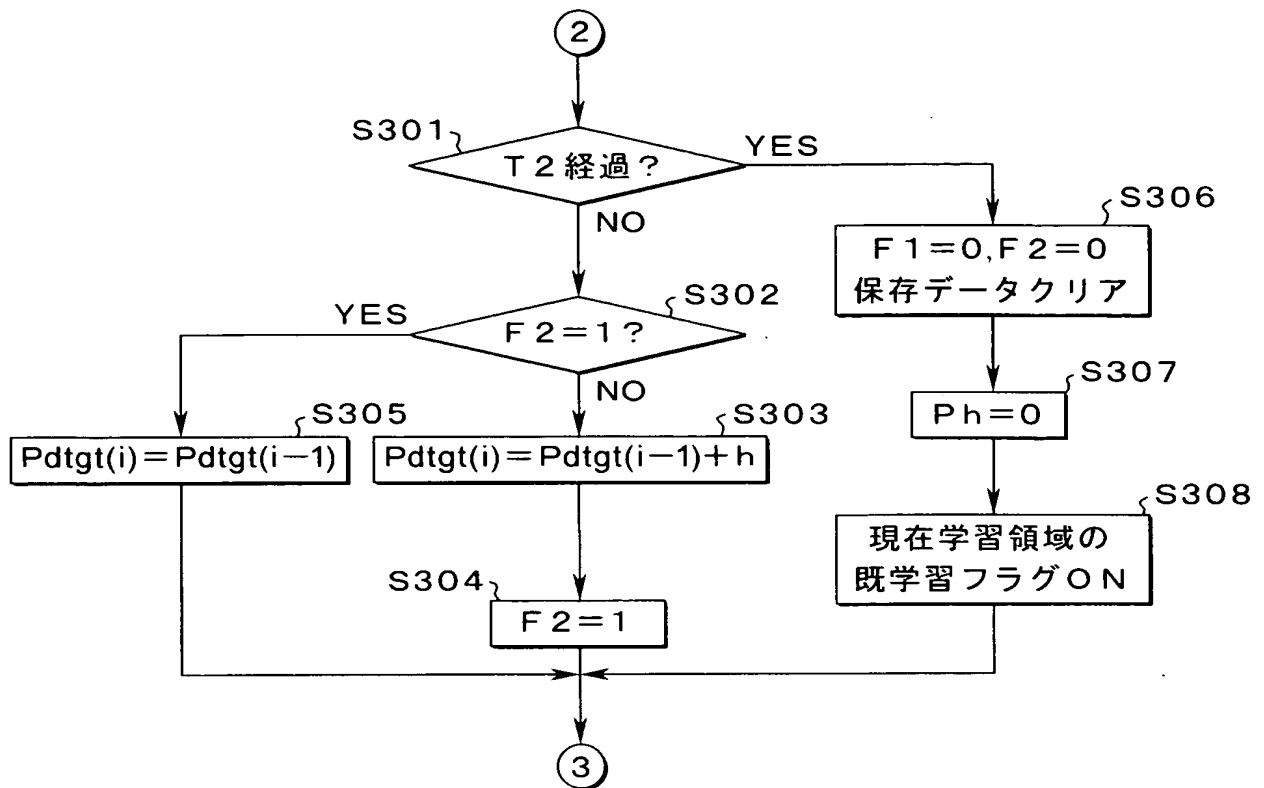 2
S301
T2経過?
YES
NO
S306
F1=0,F2=0
保存データクリア
S302
YES
F2=1?
NO
S307
Ph=0
S305
Pdtgt(i)=Pdtgt(i-1)
S303
Pdtgt(i)=Pdtgt(i-1)+h
S308
現在学習領域の
既学習フラグON
S304
F2=1
3